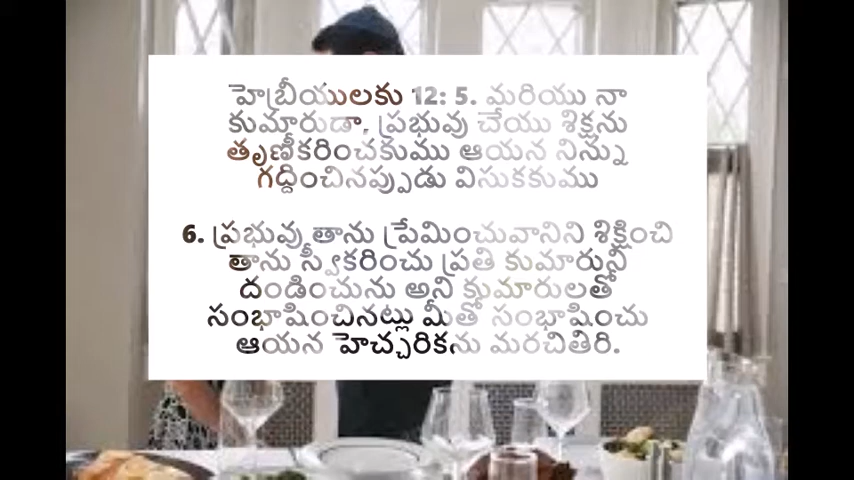 హెబ్రీయులకు 12: 5. మరియు నా
కుమారుడా, ప్రభువు చేయు శిక్షను
తృణీకరించకుము ఆయన నిన్ను
గద్దించినప్పుడు విసుకకుము
6. ప్రభువు తాను ప్రేమించువానిని శిక్షించి
తాను స్వీకరించు ప్రతి కుమారుని
దండించును అని కుమారులతో
సంభాషించినట్లు మీతో సంభాషించు
ఆయన హెచ్చరికను మరచితిరి.